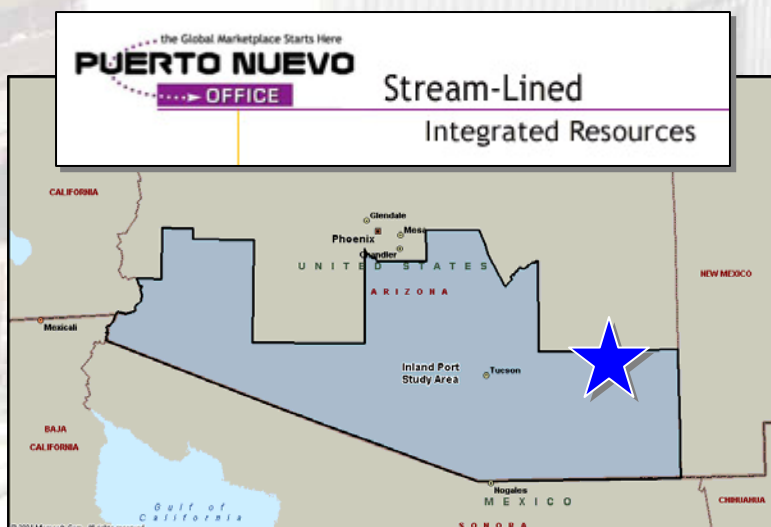 the Global Marketplace Starts Here
PUERTO NUEVO
OFFICE
Stream-Lined
Integrated Resources
CALIFORNIA
Glendale
Phoenix
Mesa
Chandler
UNITED STATES
ARIZONA
NEW MEXICO
Mexicali
Inland Port
Study Area
Tucson
BAJA
CALIFORNIA
Nogales
MEXICO
CHIHUAHUA
Gulf of
California
SONORA